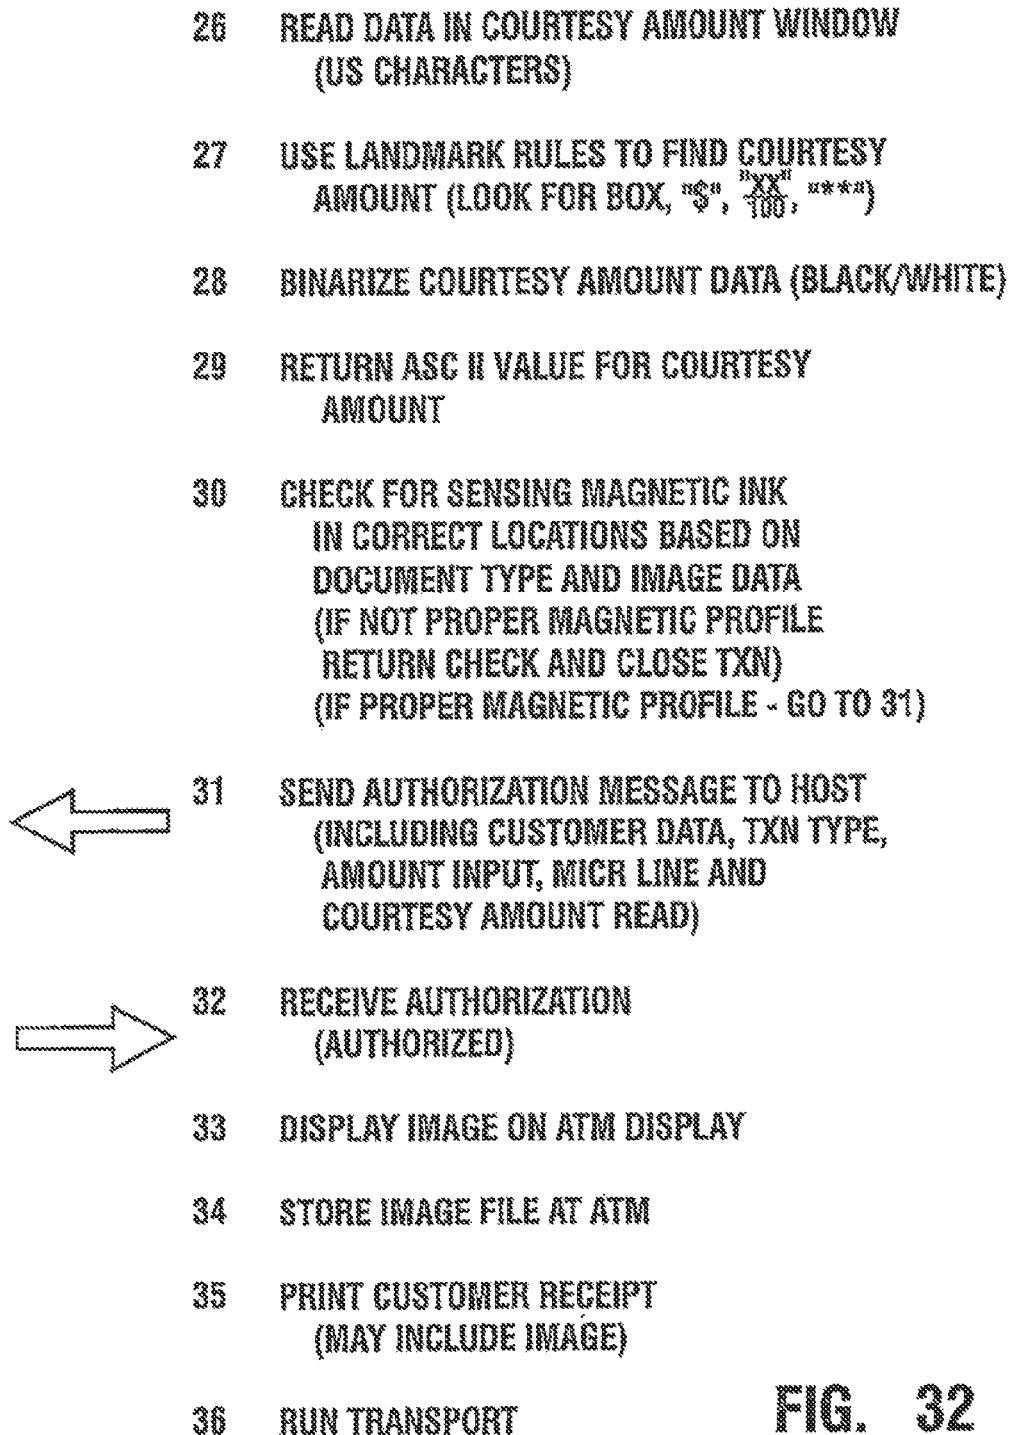 26 READ DATA IN COURTESY AMOUNT WINDOW
(US CHARACTERS)
27 USE LANDMARK RULES TO FIND COURTESY
AMOUNT (LOOK FOR BOX, "$", "XX"/100, "**")
28 BINARIZE COURTESY AMOUNT DATA (BLACK/WHITE)
29 RETURN ASC II VALUE FOR COURTESY
AMOUNT
30 CHECK FOR SENSING MAGNETIC INK
IN CORRECT LOCATIONS BASED ON
DOCUMENT TYPE AND IMAGE DATA
(IF NOT PROPER MAGNETIC PROFILE
RETURN CHECK AND CLOSE TXN)
(IF PROPER MAGNETIC PROFILE - GO TO 31)
31 SEND AUTHORIZATION MESSAGE TO HOST
(INCLUDING CUSTOMER DATA, TXN TYPE,
AMOUNT INPUT, MICR LINE AND
COURTESY AMOUNT READ)
32 RECEIVE AUTHORIZATION
(AUTHORIZED)
33 DISPLAY IMAGE ON ATM DISPLAY
34 STORE IMAGE FILE AT ATM
35 PRINT CUSTOMER RECEIPT
(MAY INCLUDE IMAGE)
36 RUN TRANSPORT
FIG. 32